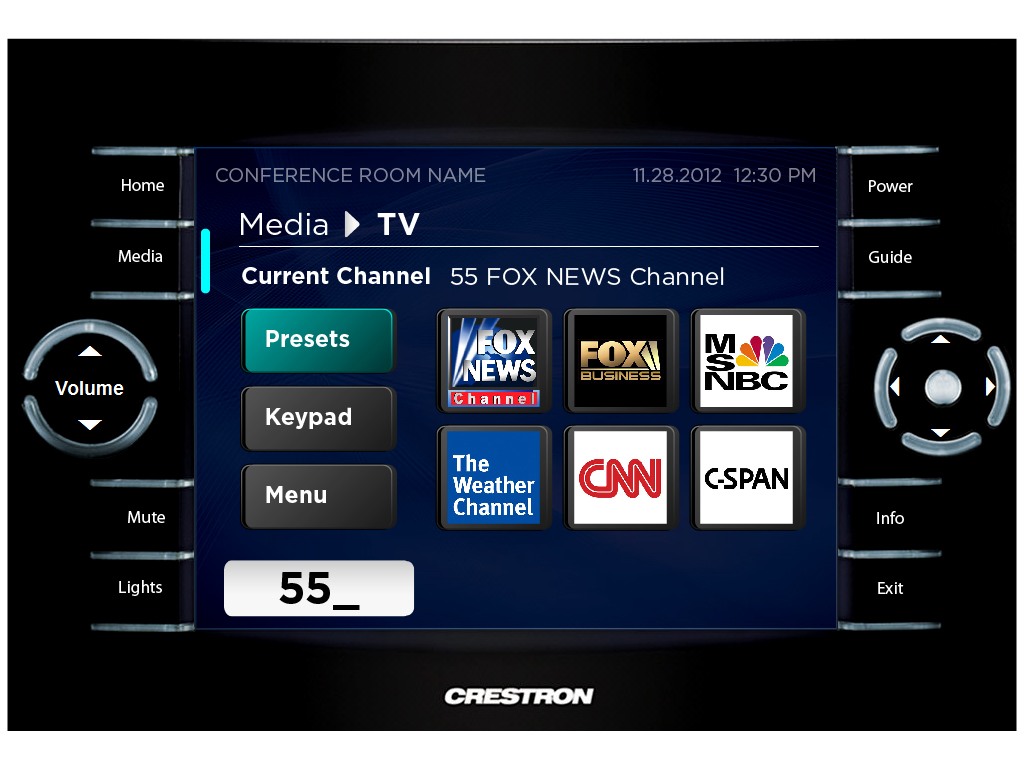 CONFERENCE ROOM NAME 11.28.2012 12:30 PM
Home
Power
Media TV
Media
Guide
Current Channel 55 FOX NEWS Channel
Presets
FOX
NEWS
Channel
FOX
BUSINESS
M
S
NBC
Volume
Keypad
Menu
The
Weather
Channel
CNN
C-SPAN
Mute
Info
Lights
Exit
55_
CRESTRON